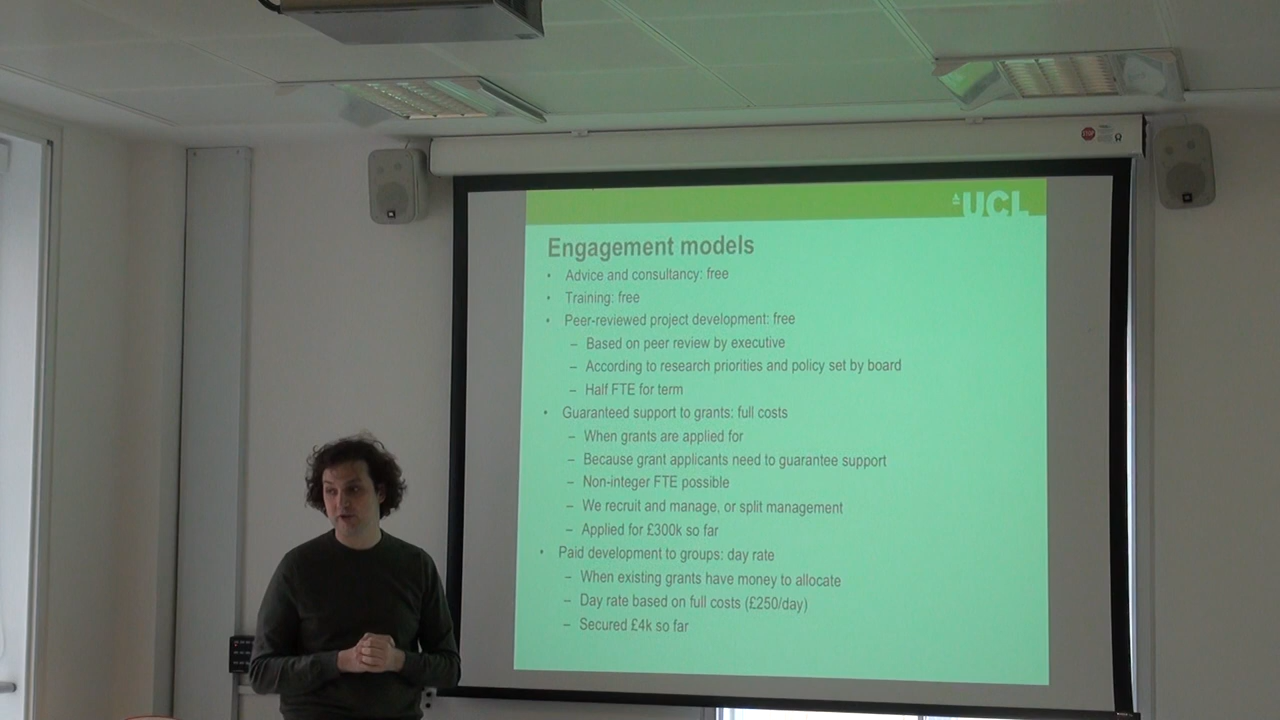 UCL
Engagement models
• Advice and consultancy: free
• Training: free
• Peer-reviewed project development: free
– Based on peer review by executive
– According to research priorities and policy set by board
– Half FTE for term
• Guaranteed support to grants: full costs
– When grants are applied for
– Because grant applicants need to guarantee support
– Non-integer FTE possible
– We recruit and manage, or split management
– Applied for £300k so far
• Paid development to groups: day rate
– When existing grants have money to allocate
– Day rate based on full costs (£250/day)
– Secured £4k so far